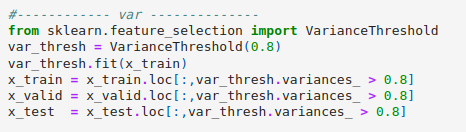 #------------ var --------------
from sklearn.feature_selection import VarianceThreshold
var_thresh = VarianceThreshold(0.8)
var_thresh.fit(x_train)
x_train = x_train.loc[:,var_thresh.variances_ > 0.8]
x_valid = x_valid.loc[:,var_thresh.variances_ > 0.8]
x_test  = x_test.loc[:,var_thresh.variances_ > 0.8]